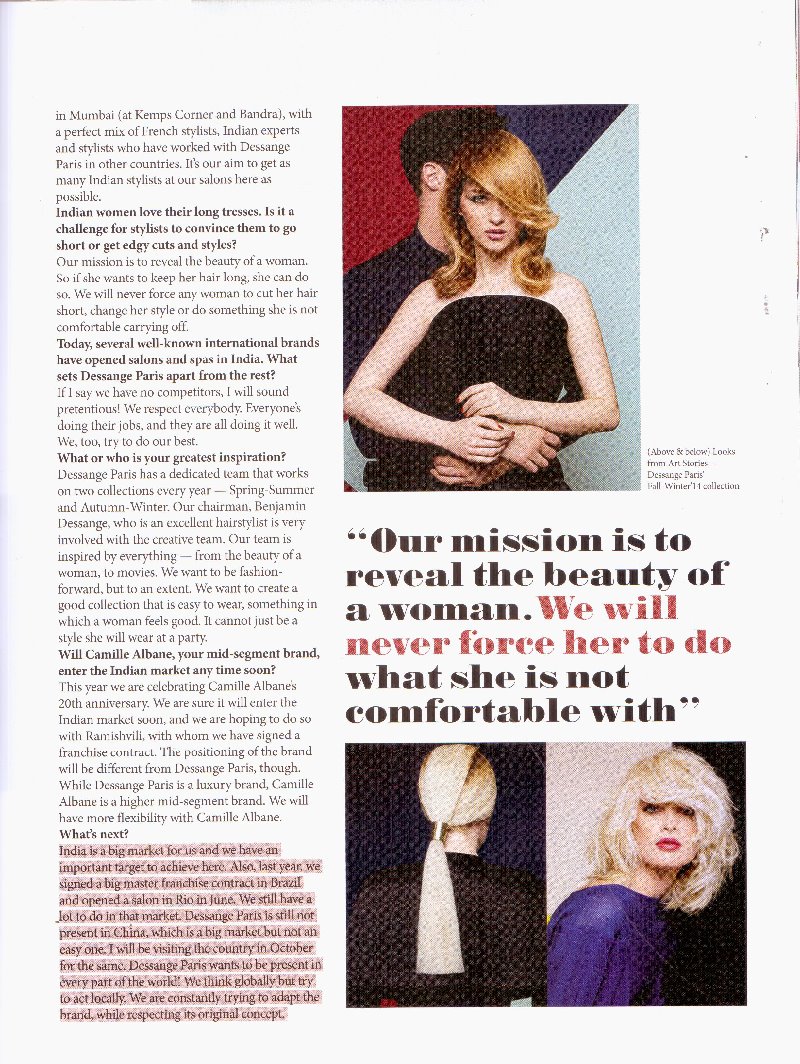 in Mumbai (at Kemps Corner and Bandra), with
a perfect mix of French stylists, Indian experts
and stylists who have worked with Dessange
Paris in other countries. It's our aim to get as
many Indian stylists at our salons here as
possible.
Indian women love their long tresses. Is it a
challenge for stylists to convince them to go
short or get edgy cuts and styles?
Our mission is to reveal the beauty of a woman.
So if she wants to keep her hair long, she can do
so. We will never force any woman to cut her hair
short, change her style or do something she is not
comfortable carrying off.
Today, several well-known international brands
have opened salons and spas in India. What
sets Dessange Paris apart from the rest?
If I say we have no competitors, I will sound
pretentious! We respect everybody. Everyone's
doing their jobs, and they are all doing it well.
We, too, try to do our best.
What or who is your greatest inspiration?
Dessange Paris has a dedicated team that works
on two collections every year — Spring-Summer
and Autumn-Winter. Our chairman, Benjamin
Dessange, who is an excellent hairstylist is very
involved with the creative team. Our team is
inspired by everything — from the beauty of a
woman, to movies. We want to be fashion-
forward, but to an extent. We want to create a
good collection that is easy to wear, something in
which a woman feels good. It cannot just be a
style she will wear at a party.
Will Camille Albane, your mid-segment brand,
enter the Indian market any time soon?
This year we are celebrating Camille Albane's
20th anniversary. We are sure it will enter the
Indian market soon, and we are hoping to do so
with Ramishvili, with whom we have signed a
franchise contract. The positioning of the brand
will be different from Dessange Paris, though.
While Dessange Paris is a luxury brand, Camille
Albane is a higher mid-segment brand. We will
have more flexibility with Camille Albane.
What's next?
India is a big market for us and we have an
important target to achieve here. Also, last year, we
signed a big master franchise contract in Brazil
and opened a salon in Rio in June. We still have a
lot to do in that market. Dessange Paris is still not
present in China, which is a big market but not an
easy one. I will be visiting the country in October
for the same. Dessange Paris wants to be present in
every part of the world! We think globally but try
to act locally. We are constantly trying to adapt the
brand, while respecting its original concept.
(Above & below) Looks
from Art Stories –
Dessange Paris'
Fall-Winter'14 collection
“Our mission is to
reveal the beauty of
a woman. We will
never force her to do
what she is not
comfortable with”